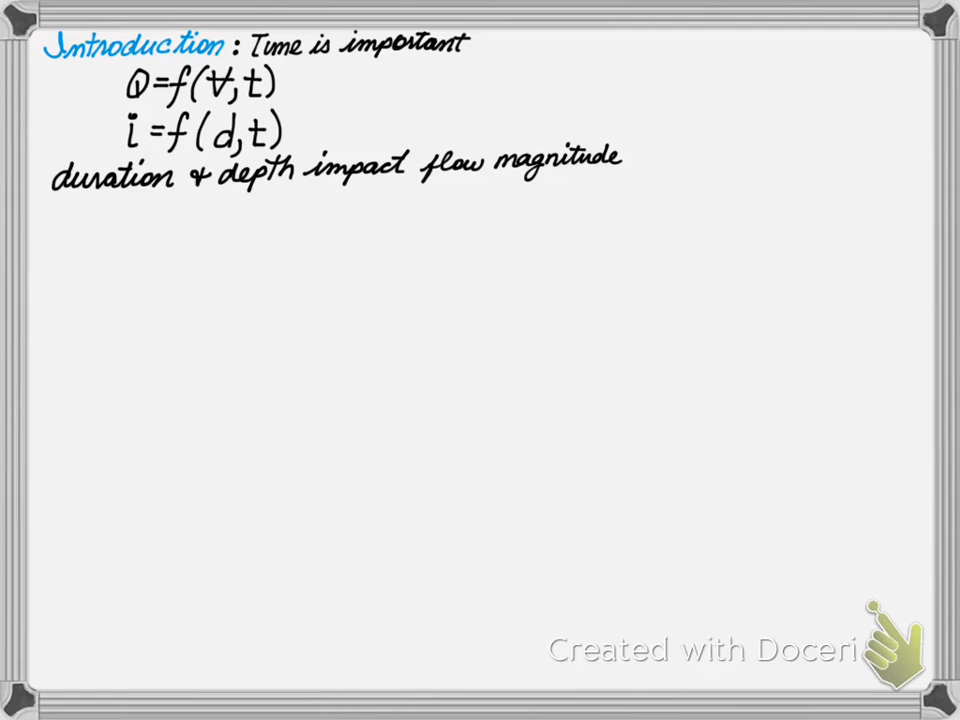 Introduction: Time is important
Q=f(∀,t)
i=f(d,t)
duration & depth impact flow magnitude
Created with Doceri